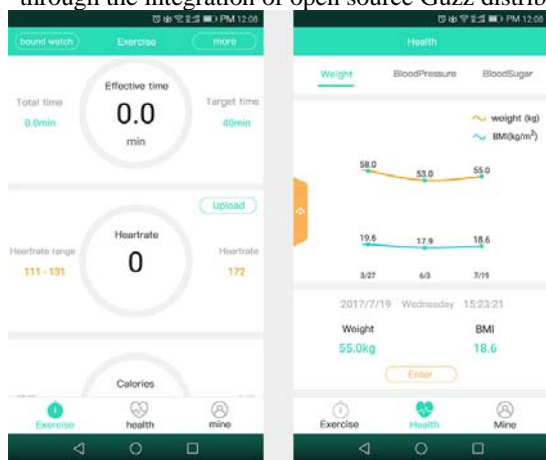 through the integration of open source Guzz distrib
PM 12:08
bound watch
Exercise
more
Effective time
Total time
0.0min
0.0
min
Target time
40min
Upload
Heartrate
Heartrate range
111 - 131
0
Heartrate
172
Calories
Exercise
health
mine
PM 12:08
Health
Weight
BloodPressure
BloodSugar
weight (kg)
BMI(kg/m²)
58.0
53.0
55.0
19.6
17.9
18.6
3/27
6/3
7/19
2017/7/19 Wednesday 15:23:21
Weight
BMI
55.0kg
18.6
Enter
Exercise
Health
Mine